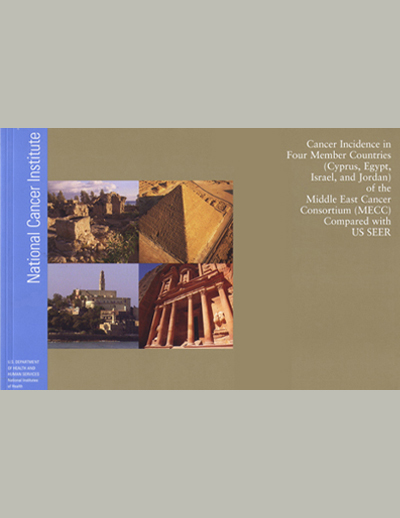 National Cancer Institute
U.S. DEPARTMENT
OF HEALTH AND
HUMAN SERVICES
National Institutes
of Health
Cancer Incidence in
Four Member Countries
(Cyprus, Egypt,
Israel, and Jordan)
of the
Middle East Cancer
Consortium (MECC)
Compared with
US SEER